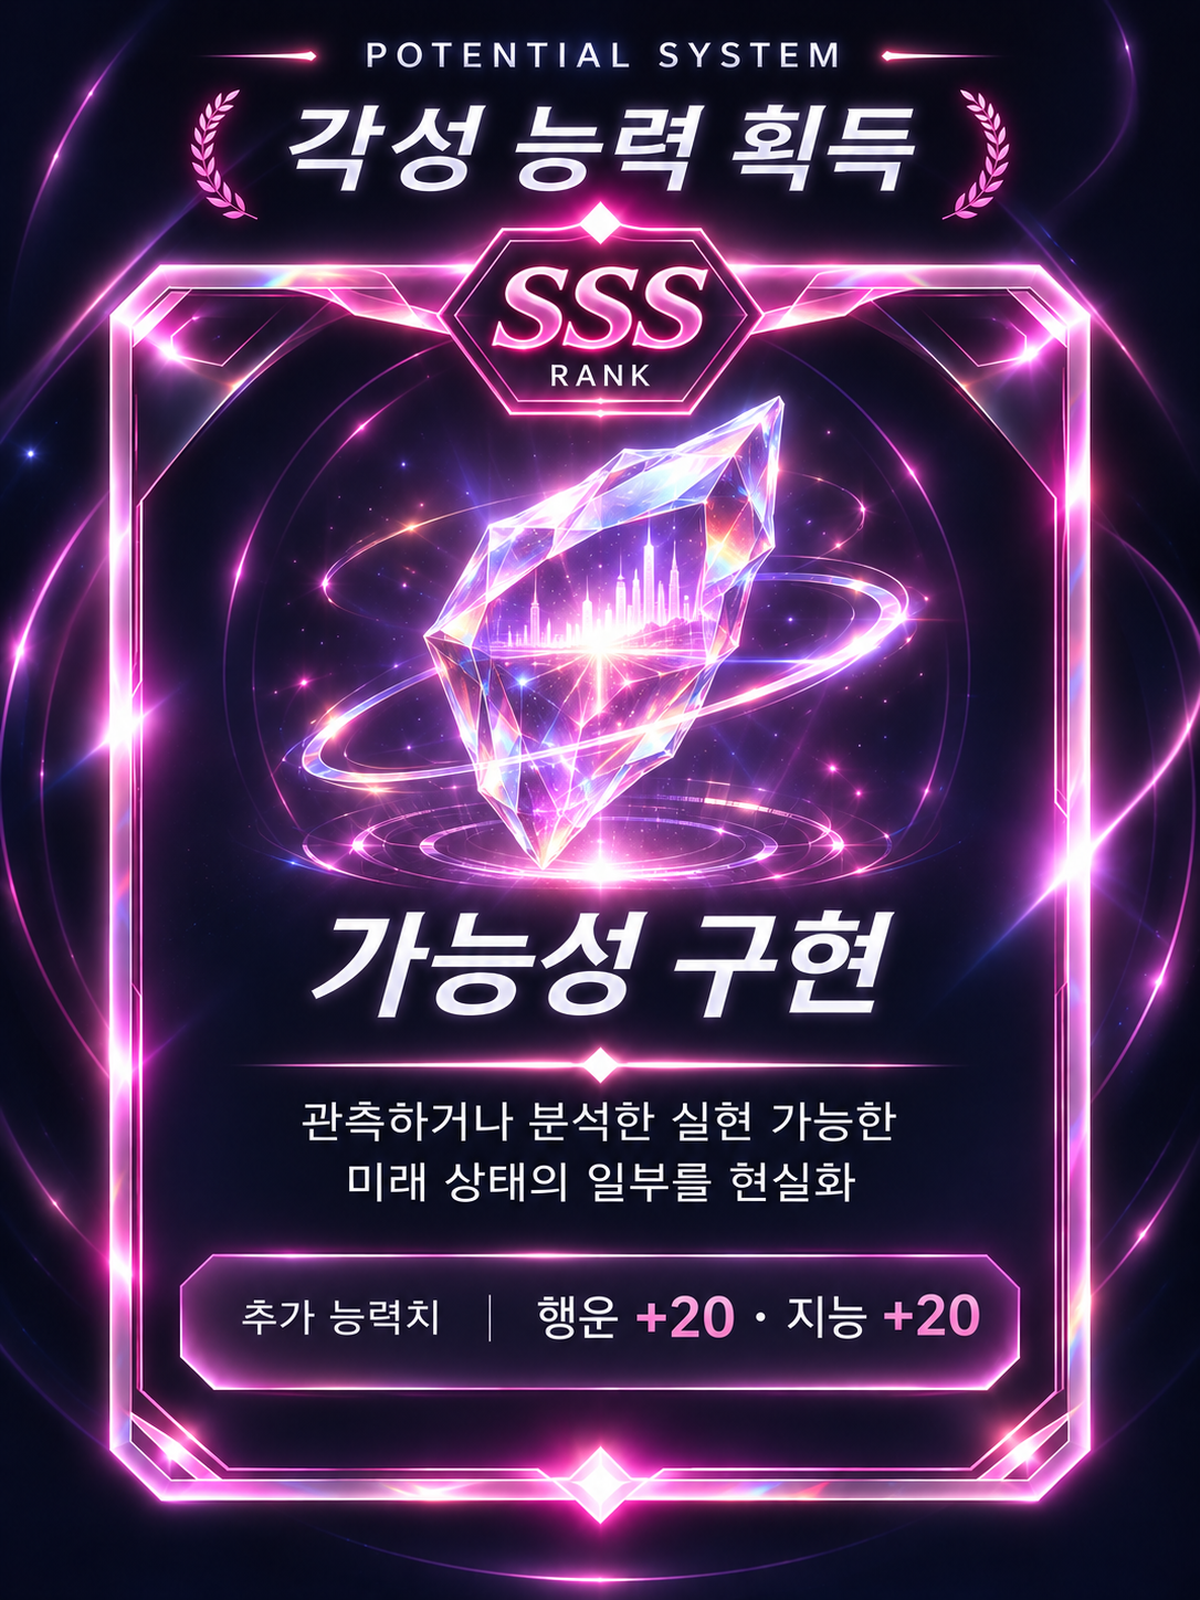 POTENTIAL SYSTEM
각성 능력 획득
SSS
RANK
가능성 구현
관측하거나 분석한 실현 가능한
미래 상태의 일부를 현실화
추가 능력치 | 행운 +20 · 지능 +20